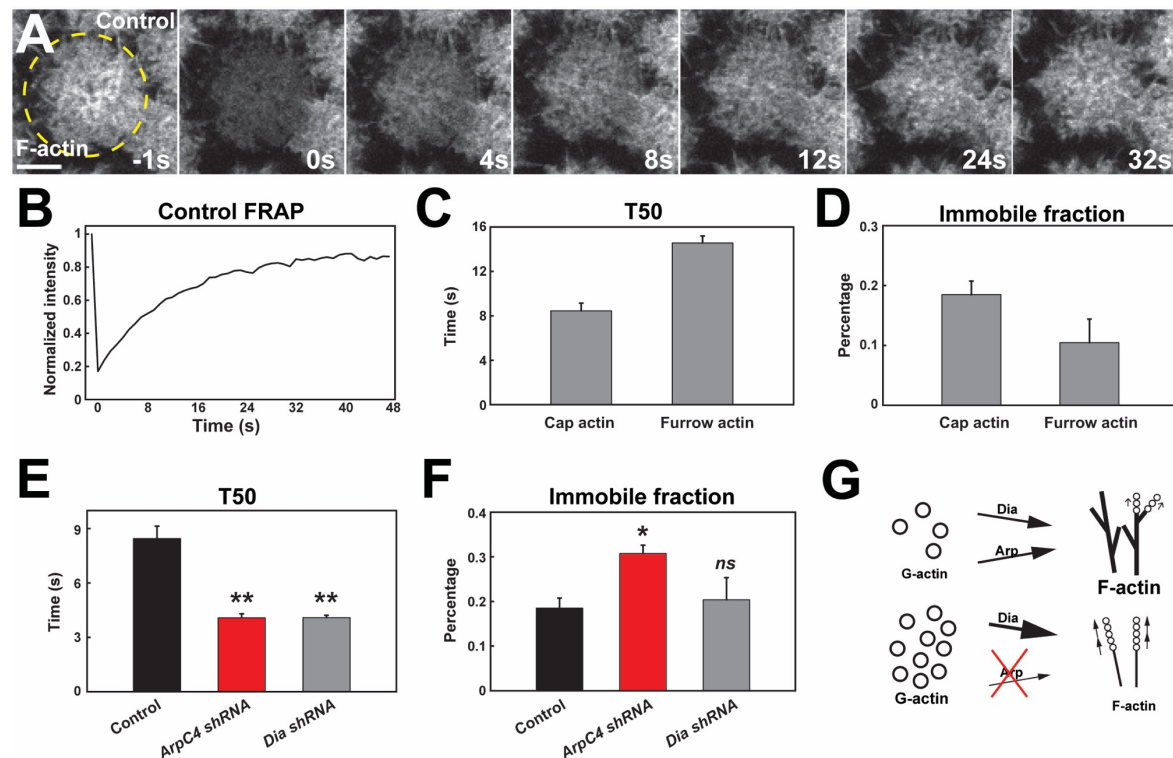 A
Control
F-actin
-1s
0s
4s
8s
12s
24s
32s
B
Control FRAP
Normalized intensity
1
0.8
0.6
0.4
0.2
0
8
16
24
32
40
48
Time (s)
C
T50
Time (s)
16
12
8
4
0
Cap actin
Furrow actin
D
Immobile fraction
Percentage
0.3
0.2
0.1
0
Cap actin
Furrow actin
E
T50
Time (s)
9
6
3
0
**
**
Control
ArpC4 shRNA
Dia shRNA
F
Immobile fraction
Percentage
0.4
0.3
0.2
0.1
0
*
ns
Control
ArpC4 shRNA
Dia shRNA
G
G-actin
Dia
Arp
F-actin
G-actin
Dia
Arp
F-actin